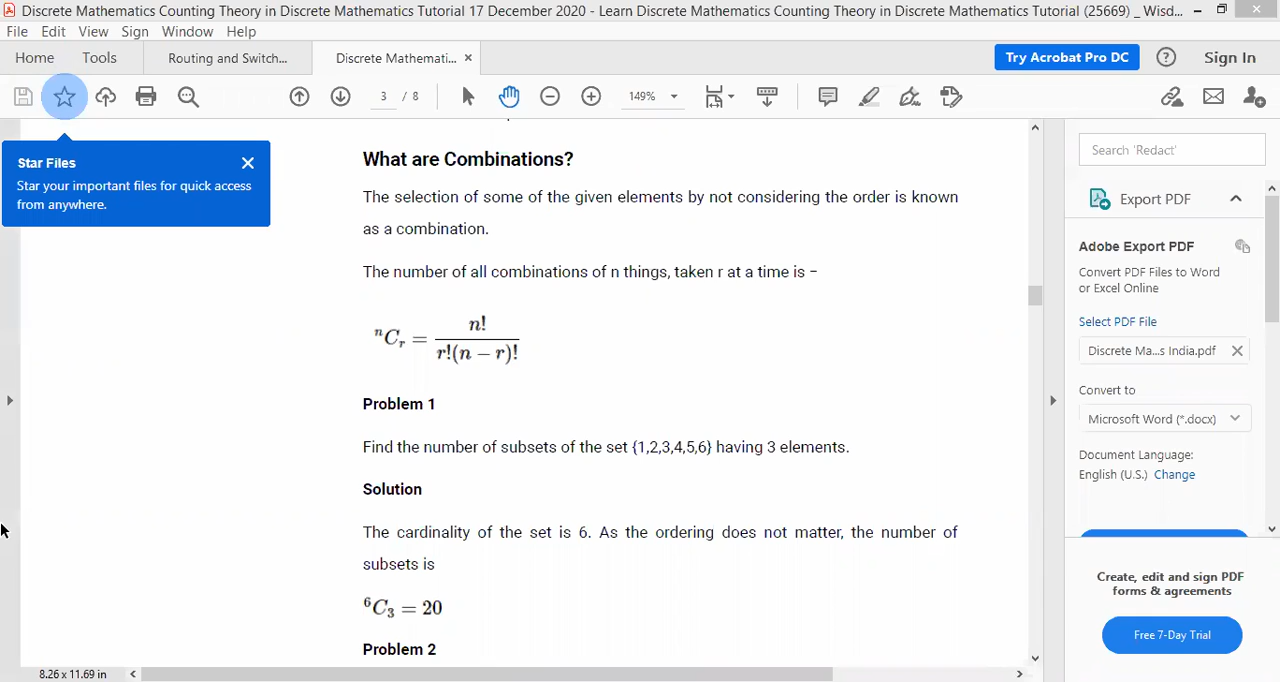 Discrete Mathematics Counting Theory in Discrete Mathematics Tutorial 17 December 2020 - Learn Discrete Mathematics Counting Theory in Discrete Mathematics Tutorial (25669) _ Wisd...
File Edit View Sign Window Help
Home Tools Routing and Switch... Discrete Mathemati... × Try Acrobat Pro DC ? Sign In
3 / 8 149%
Star Files
Star your important files for quick access
from anywhere.
What are Combinations?
The selection of some of the given elements by not considering the order is known
as a combination.
The number of all combinations of n things, taken r at a time is −
ⁿCᵣ = n! / r!(n − r)!
Problem 1
Find the number of subsets of the set {1,2,3,4,5,6} having 3 elements.
Solution
The cardinality of the set is 6. As the ordering does not matter, the number of
subsets is
⁶C₃ = 20
Problem 2
8.26 x 11.69 in
Search 'Redact'
Export PDF
Adobe Export PDF
Convert PDF Files to Word
or Excel Online
Select PDF File
Discrete Ma...s India.pdf
Convert to
Microsoft Word (*.docx)
Document Language:
English (U.S.) Change
Create, edit and sign PDF
forms & agreements
Free 7-Day Trial